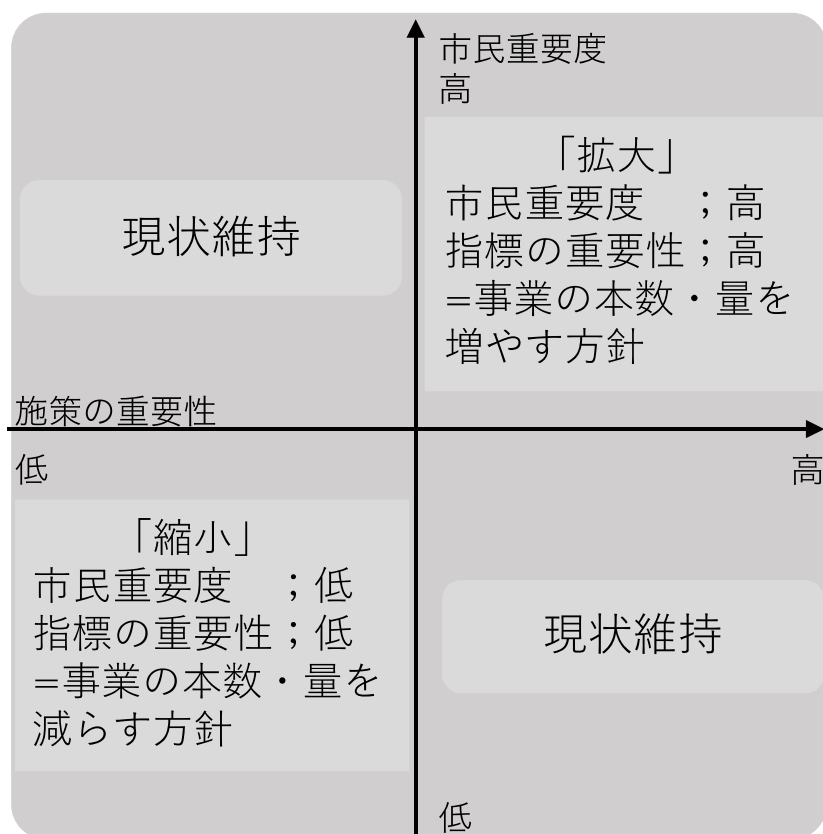 市民重要度
高
「拡大」
市民重要度　；高
指標の重要性；高
=事業の本数・量を
増やす方針
現状維持
施策の重要性
低
高
「縮小」
市民重要度　；低
指標の重要性；低
=事業の本数・量を
減らす方針
現状維持
低